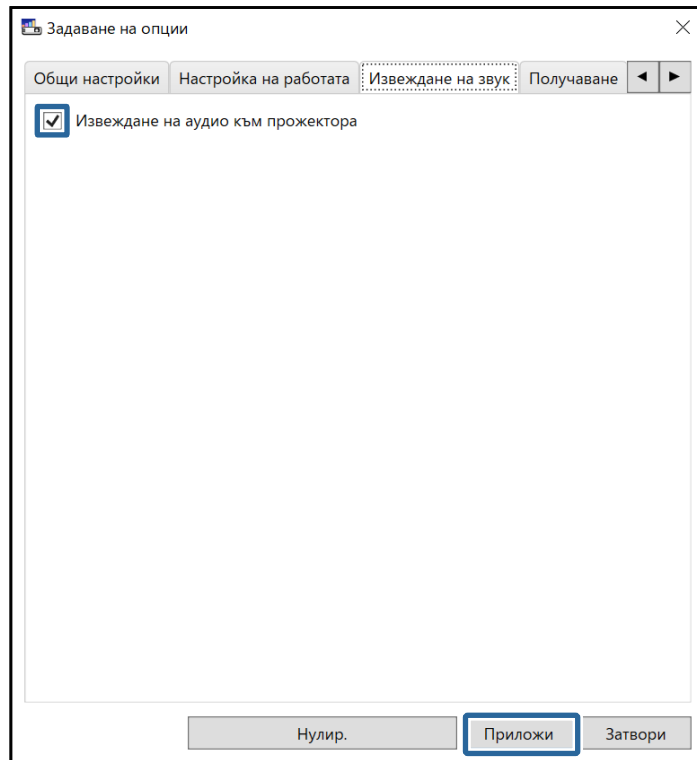 Задаване на опции
Общи настройки Настройка на работата Извеждане на звук Получаване
Извеждане на аудио към прожектора
Нулир. Приложи Затвори